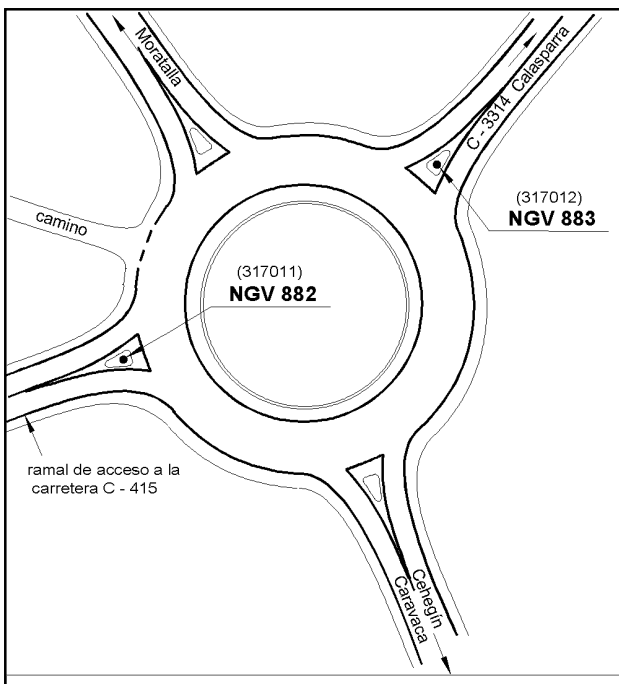 Moratalla
C - 3314 Calasparra
(317012)
NGV 883
camino
(317011)
NGV 882
ramal de acceso a la
carretera C - 415
Cehegín
Caravaca